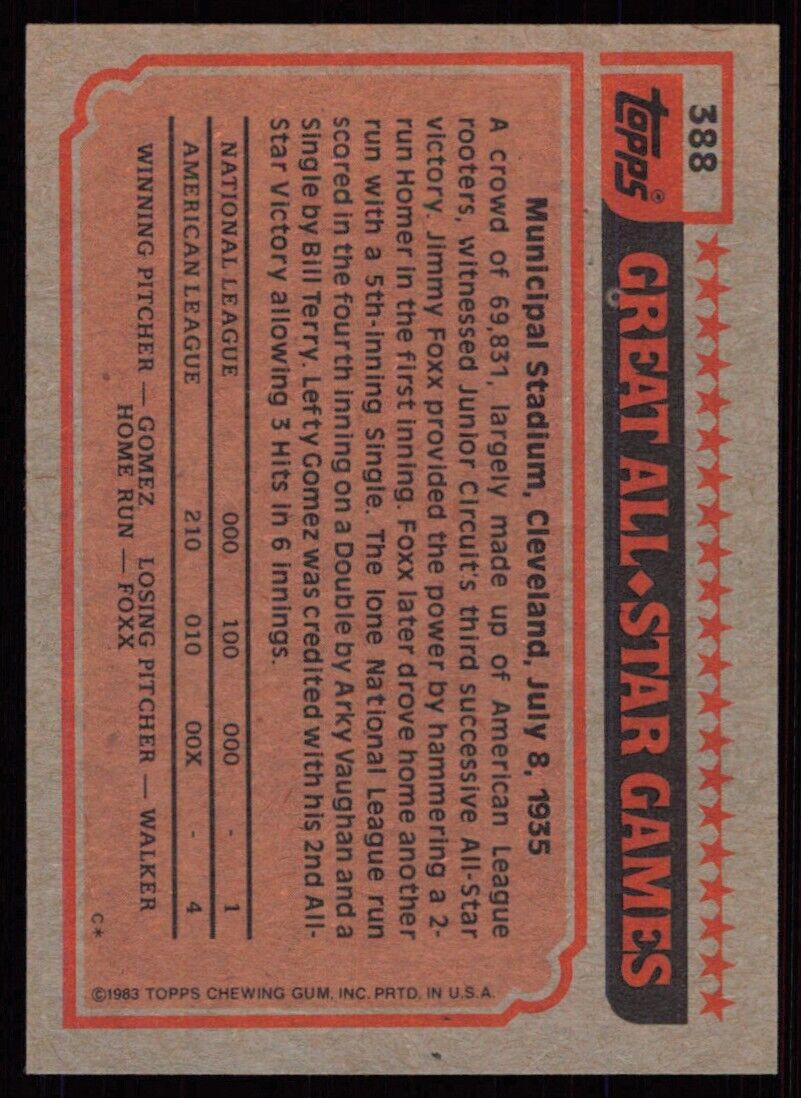 388
topps®
GREAT ALL★STAR GAMES
Municipal Stadium, Cleveland, July 8, 1935
A crowd of 69,831, largely made up of American League
rooters, witnessed Junior Circuit's third successive All-Star
victory. Jimmy Foxx provided the power by hammering a 2-
run Homer in the first inning. Foxx later drove home another
run with a 5th-inning Single. The lone National League run
scored in the fourth inning on a Double by Arky Vaughan and a
Single by Bill Terry. Lefty Gomez was credited with his 2nd All-
Star Victory allowing 3 Hits in 6 innings.
NATIONAL LEAGUE 000 100 000 - 1
AMERICAN LEAGUE 210 010 00X - 4
WINNING PITCHER — GOMEZ LOSING PITCHER — WALKER
HOME RUN — FOXX
C*
©1983 TOPPS CHEWING GUM, INC. PRTD. IN U.S.A.